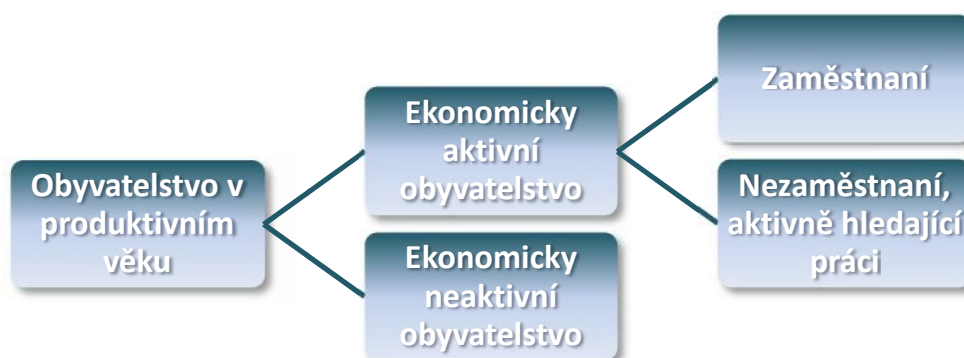 Obyvatelstvo v
produktivním
věku
Ekonomicky
aktivní
obyvatelstvo
Ekonomicky
neaktivní
obyvatelstvo
Zaměstnaní
Nezaměstnaní,
aktivně hledající
práci